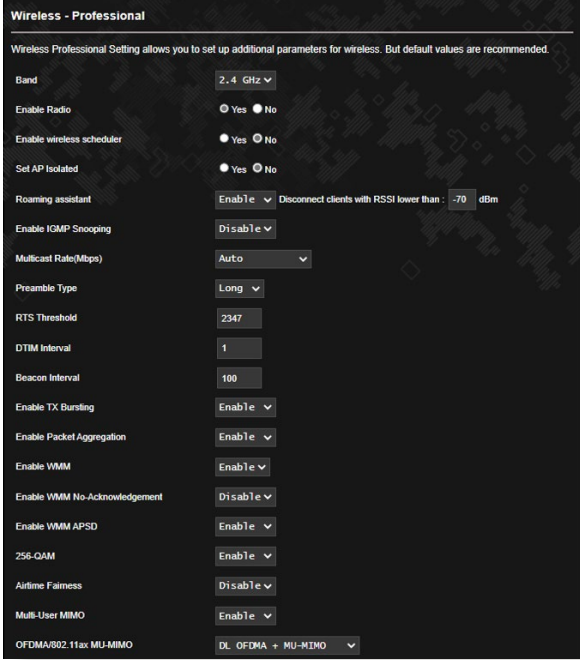 Wireless - Professional
Wireless Professional Setting allows you to set up additional parameters for wireless. But default values are recommended.
Band 2.4 GHz
Enable Radio Yes No
Enable wireless scheduler Yes No
Set AP Isolated Yes No
Roaming assistant Enable Disconnect clients with RSSI lower than : -70 dBm
Enable IGMP Snooping Disable
Multicast Rate(Mbps) Auto
Preamble Type Long
RTS Threshold 2347
DTIM Interval 1
Beacon Interval 100
Enable TX Bursting Enable
Enable Packet Aggregation Enable
Enable WMM Enable
Enable WMM No-Acknowledgement Disable
Enable WMM APSD Enable
256-QAM Enable
Airtime Fairness Disable
Multi-User MIMO Enable
OFDMA/802.11ax MU-MIMO DL OFDMA + MU-MIMO